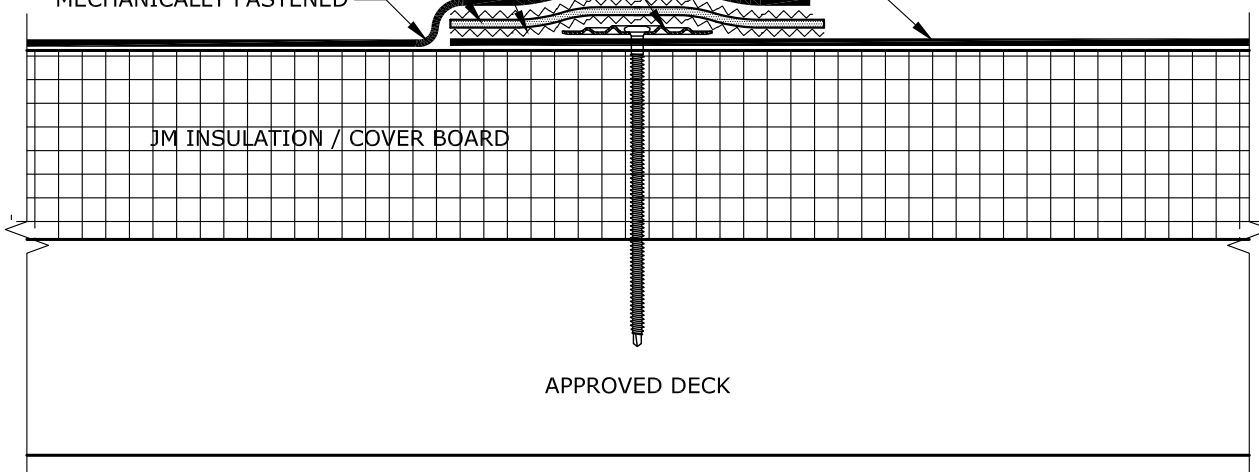 MECHANICALLY FASTENED
JM INSULATION / COVER BOARD
APPROVED DECK